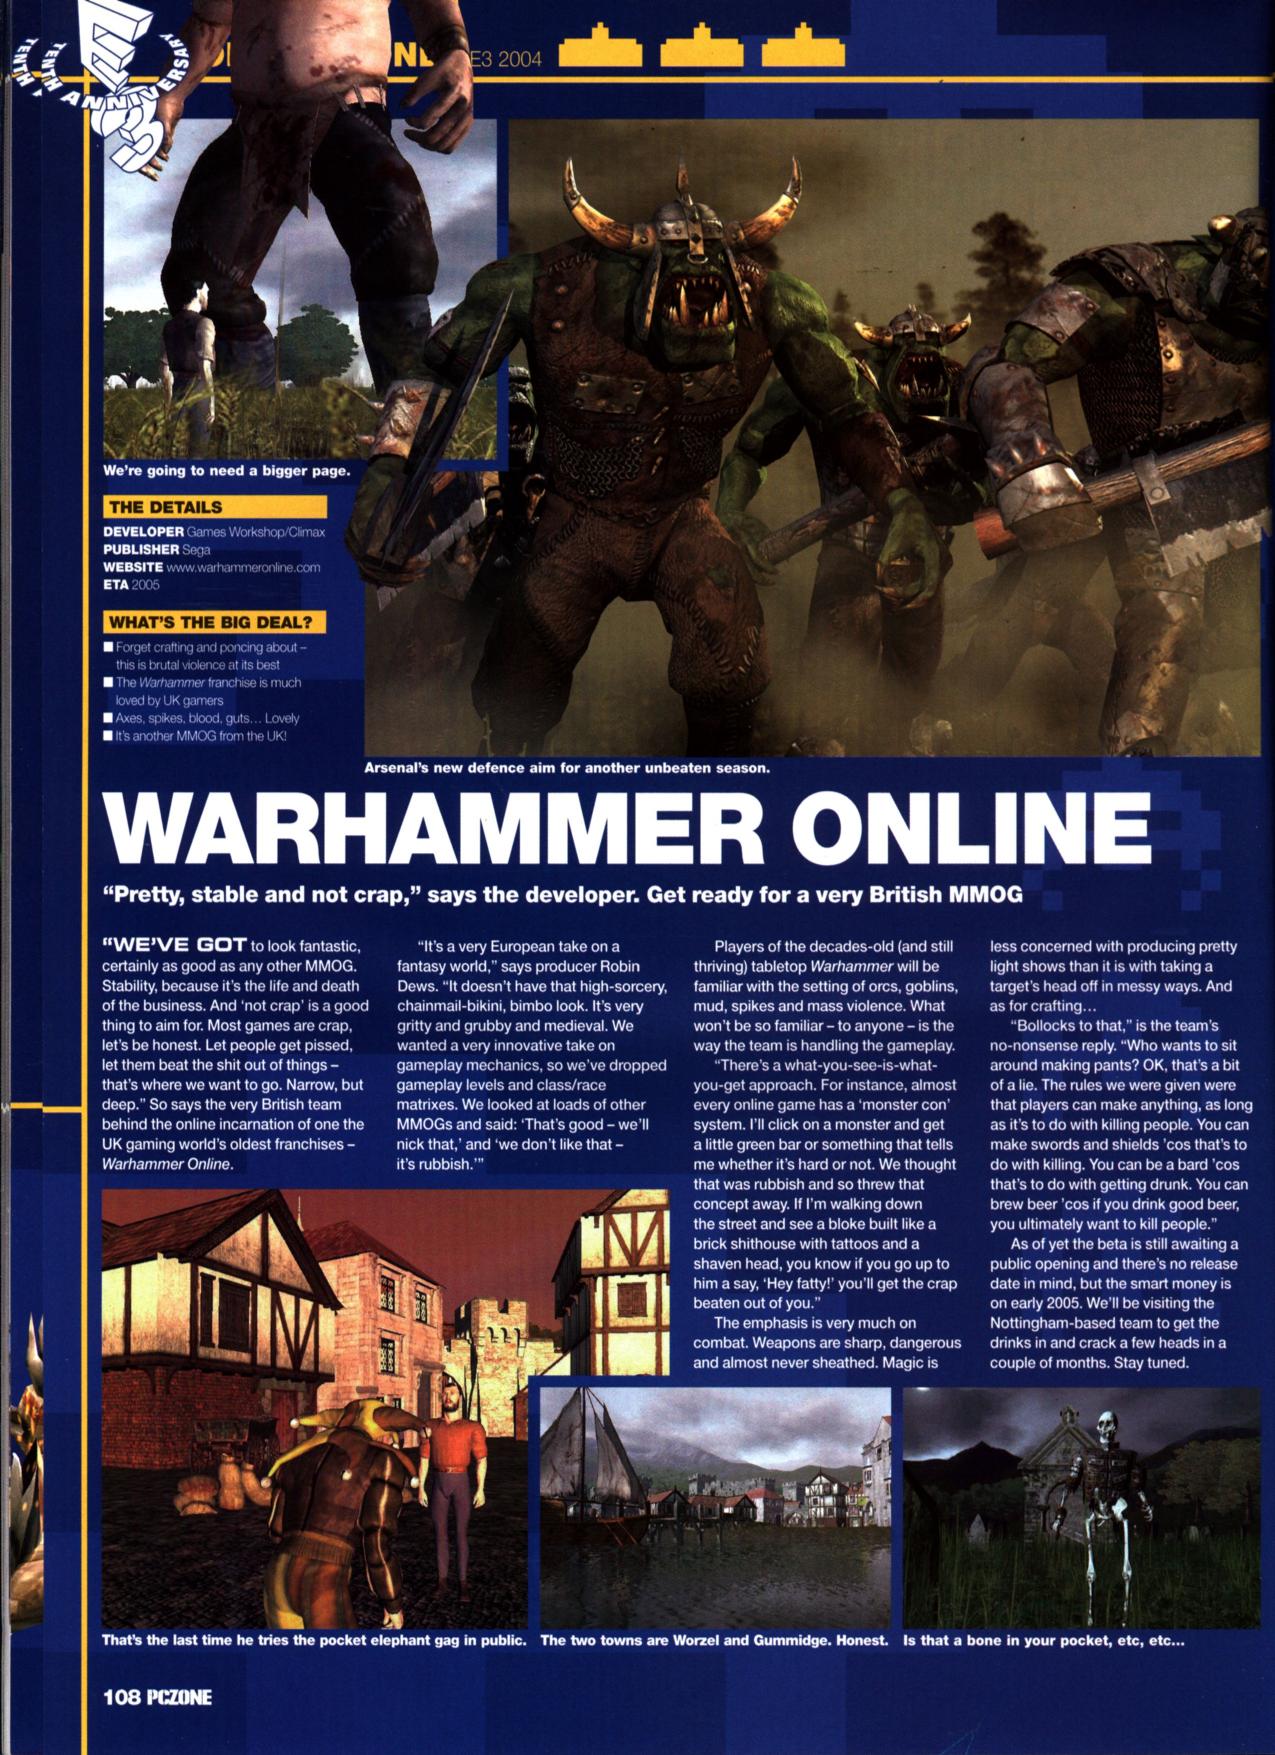 E3
TENTH ANNIVERSARY
E3 2004
We're going to need a bigger page.
THE DETAILS
DEVELOPER Games Workshop/Climax
PUBLISHER Sega
WEBSITE www.warhammeronline.com
ETA 2005
WHAT'S THE BIG DEAL?
Forget crafting and poncing about –
this is brutal violence at its best
The Warhammer franchise is much
loved by UK gamers
Axes, spikes, blood, guts... Lovely
It's another MMOG from the UK!
Arsenal's new defence aim for another unbeaten season.
WARHAMMER ONLINE
“Pretty, stable and not crap,” says the developer. Get ready for a very British MMOG
“WE'VE GOT to look fantastic,
certainly as good as any other MMOG.
Stability, because it's the life and death
of the business. And ‘not crap’ is a good
thing to aim for. Most games are crap,
let's be honest. Let people get pissed,
let them beat the shit out of things –
that's where we want to go. Narrow, but
deep.” So says the very British team
behind the online incarnation of one the
UK gaming world's oldest franchises –
Warhammer Online.
“It's a very European take on a
fantasy world,” says producer Robin
Dews. “It doesn't have that high-sorcery,
chainmail-bikini, bimbo look. It's very
gritty and grubby and medieval. We
wanted a very innovative take on
gameplay mechanics, so we've dropped
gameplay levels and class/race
matrixes. We looked at loads of other
MMOGs and said: ‘That's good – we'll
nick that,’ and ‘we don't like that –
it's rubbish.’”
Players of the decades-old (and still
thriving) tabletop Warhammer will be
familiar with the setting of orcs, goblins,
mud, spikes and mass violence. What
won't be so familiar – to anyone – is the
way the team is handling the gameplay.
“There's a what-you-see-is-what-
you-get approach. For instance, almost
every online game has a ‘monster con’
system. I'll click on a monster and get
a little green bar or something that tells
me whether it's hard or not. We thought
that was rubbish and so threw that
concept away. If I'm walking down
the street and see a bloke built like a
brick shithouse with tattoos and a
shaven head, you know if you go up to
him a say, ‘Hey fatty!’ you'll get the crap
beaten out of you.”
The emphasis is very much on
combat. Weapons are sharp, dangerous
and almost never sheathed. Magic is
less concerned with producing pretty
light shows than it is with taking a
target's head off in messy ways. And
as for crafting...
“Bollocks to that,” is the team's
no-nonsense reply. “Who wants to sit
around making pants? OK, that's a bit
of a lie. The rules we were given were
that players can make anything, as long
as it's to do with killing people. You can
make swords and shields ’cos that's to
do with killing. You can be a bard ’cos
that's to do with getting drunk. You can
brew beer ’cos if you drink good beer,
you ultimately want to kill people.”
As of yet the beta is still awaiting a
public opening and there's no release
date in mind, but the smart money is
on early 2005. We'll be visiting the
Nottingham-based team to get the
drinks in and crack a few heads in a
couple of months. Stay tuned.
That's the last time he tries the pocket elephant gag in public.
The two towns are Worzel and Gummidge. Honest.
Is that a bone in your pocket, etc, etc...
108 PCZONE